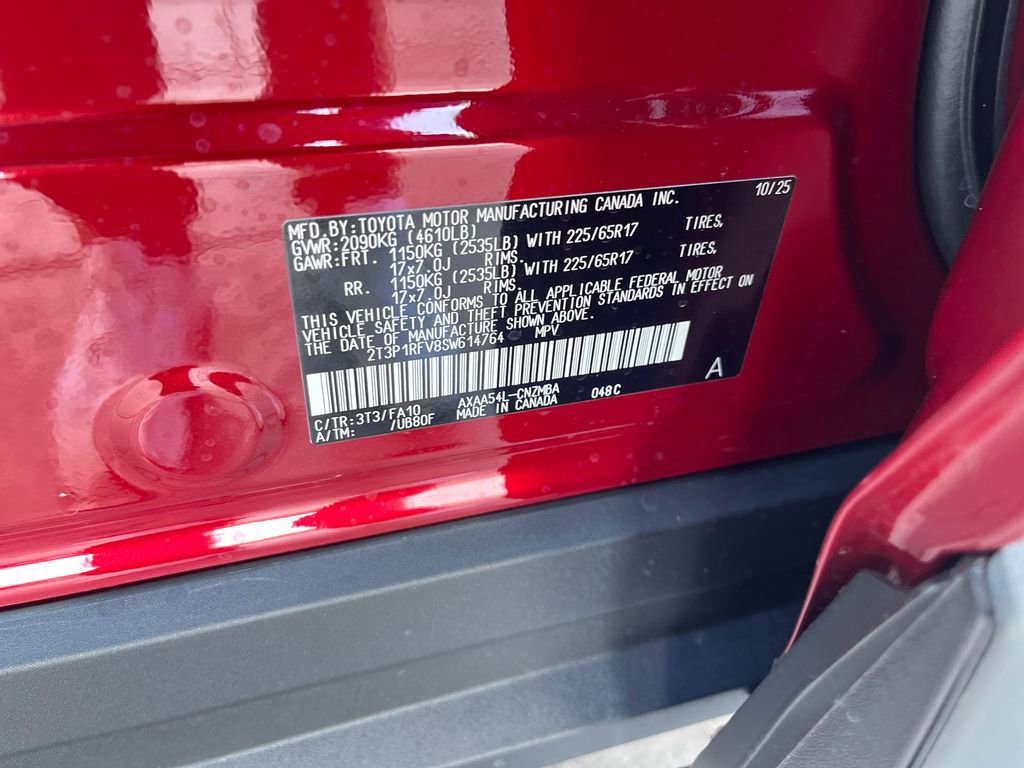 10/25
MFD.BY:TOYOTA MOTOR MANUFACTURING CANADA INC.
GVWR:2090KG (4610LB)
GAWR:FRT. 1150KG (2535LB) WITH 225/65R17 TIRES,
17x7.0J RIMS.
RR. 1150KG (2535LB) WITH 225/65R17 TIRES,
17x7.0J RIMS.
THIS VEHICLE CONFORMS TO ALL APPLICABLE FEDERAL MOTOR
VEHICLE SAFETY AND THEFT PREVENTION STANDARDS IN EFFECT ON
THE DATE OF MANUFACTURE SHOWN ABOVE.
2T3P1RFV8SW614764 MPV
A
C/TR:3T3/FA10 AXAA54L-CNZMBA 048C
A/TM: /UB80F MADE IN CANADA